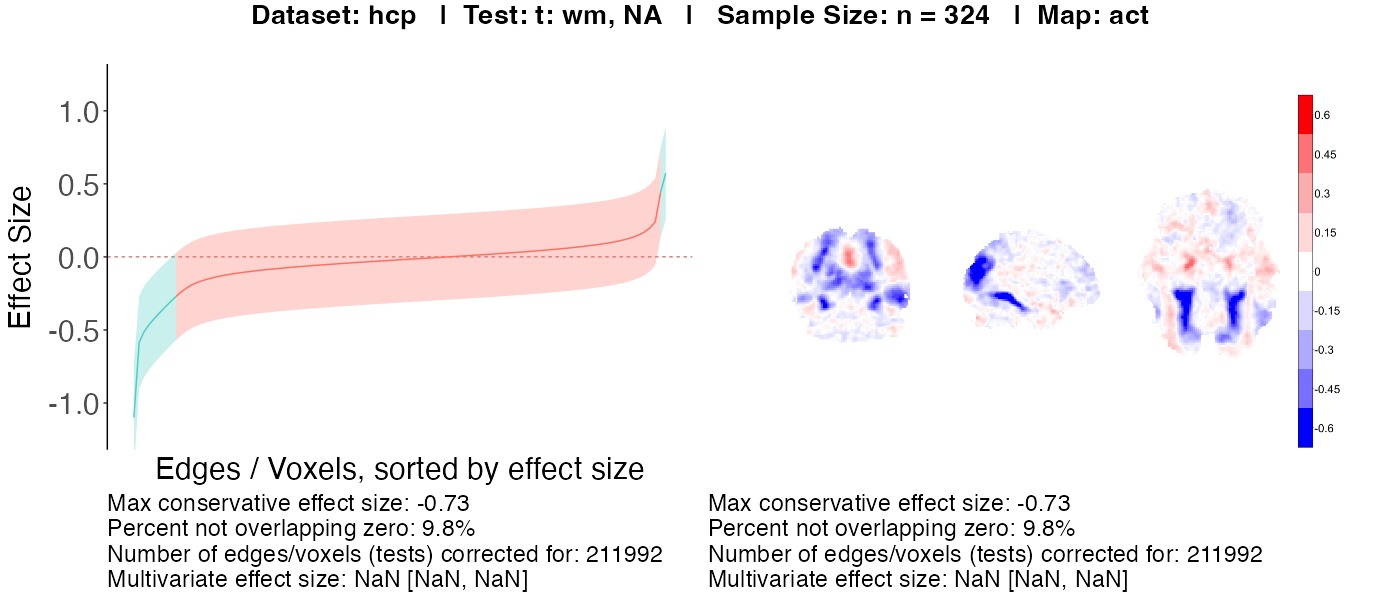 Dataset: hcp | Test: t: wm, NA | Sample Size: n = 324 | Map: act
Effect Size
1.0
0.5
0.0
-0.5
-1.0
Edges / Voxels, sorted by effect size
0.6
0.45
0.3
0.15
0
-0.15
-0.3
-0.45
-0.6
Max conservative effect size: -0.73
Percent not overlapping zero: 9.8%
Number of edges/voxels (tests) corrected for: 211992
Multivariate effect size: NaN [NaN, NaN]
Max conservative effect size: -0.73
Percent not overlapping zero: 9.8%
Number of edges/voxels (tests) corrected for: 211992
Multivariate effect size: NaN [NaN, NaN]